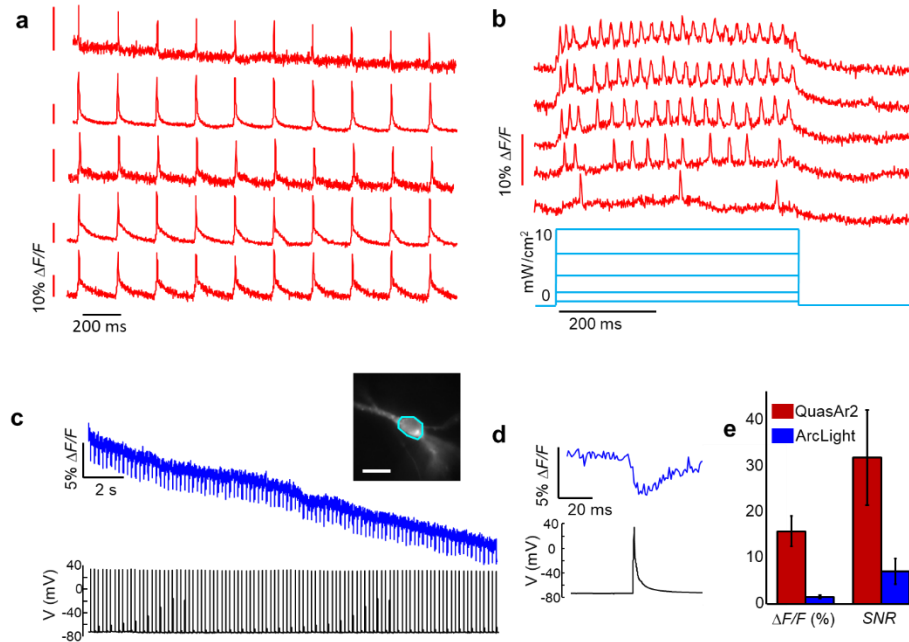 a
10% ΔF/F
200 ms
b
10% ΔF/F
mW/cm²
10
0
200 ms
c
5% ΔF/F
2 s
V (mV)
40
0
-40
-80
d
5% ΔF/F
20 ms
V (mV)
40
0
-40
-80
e
QuasAr2
ArcLight
40
30
20
10
0
ΔF/F (%)
SNR